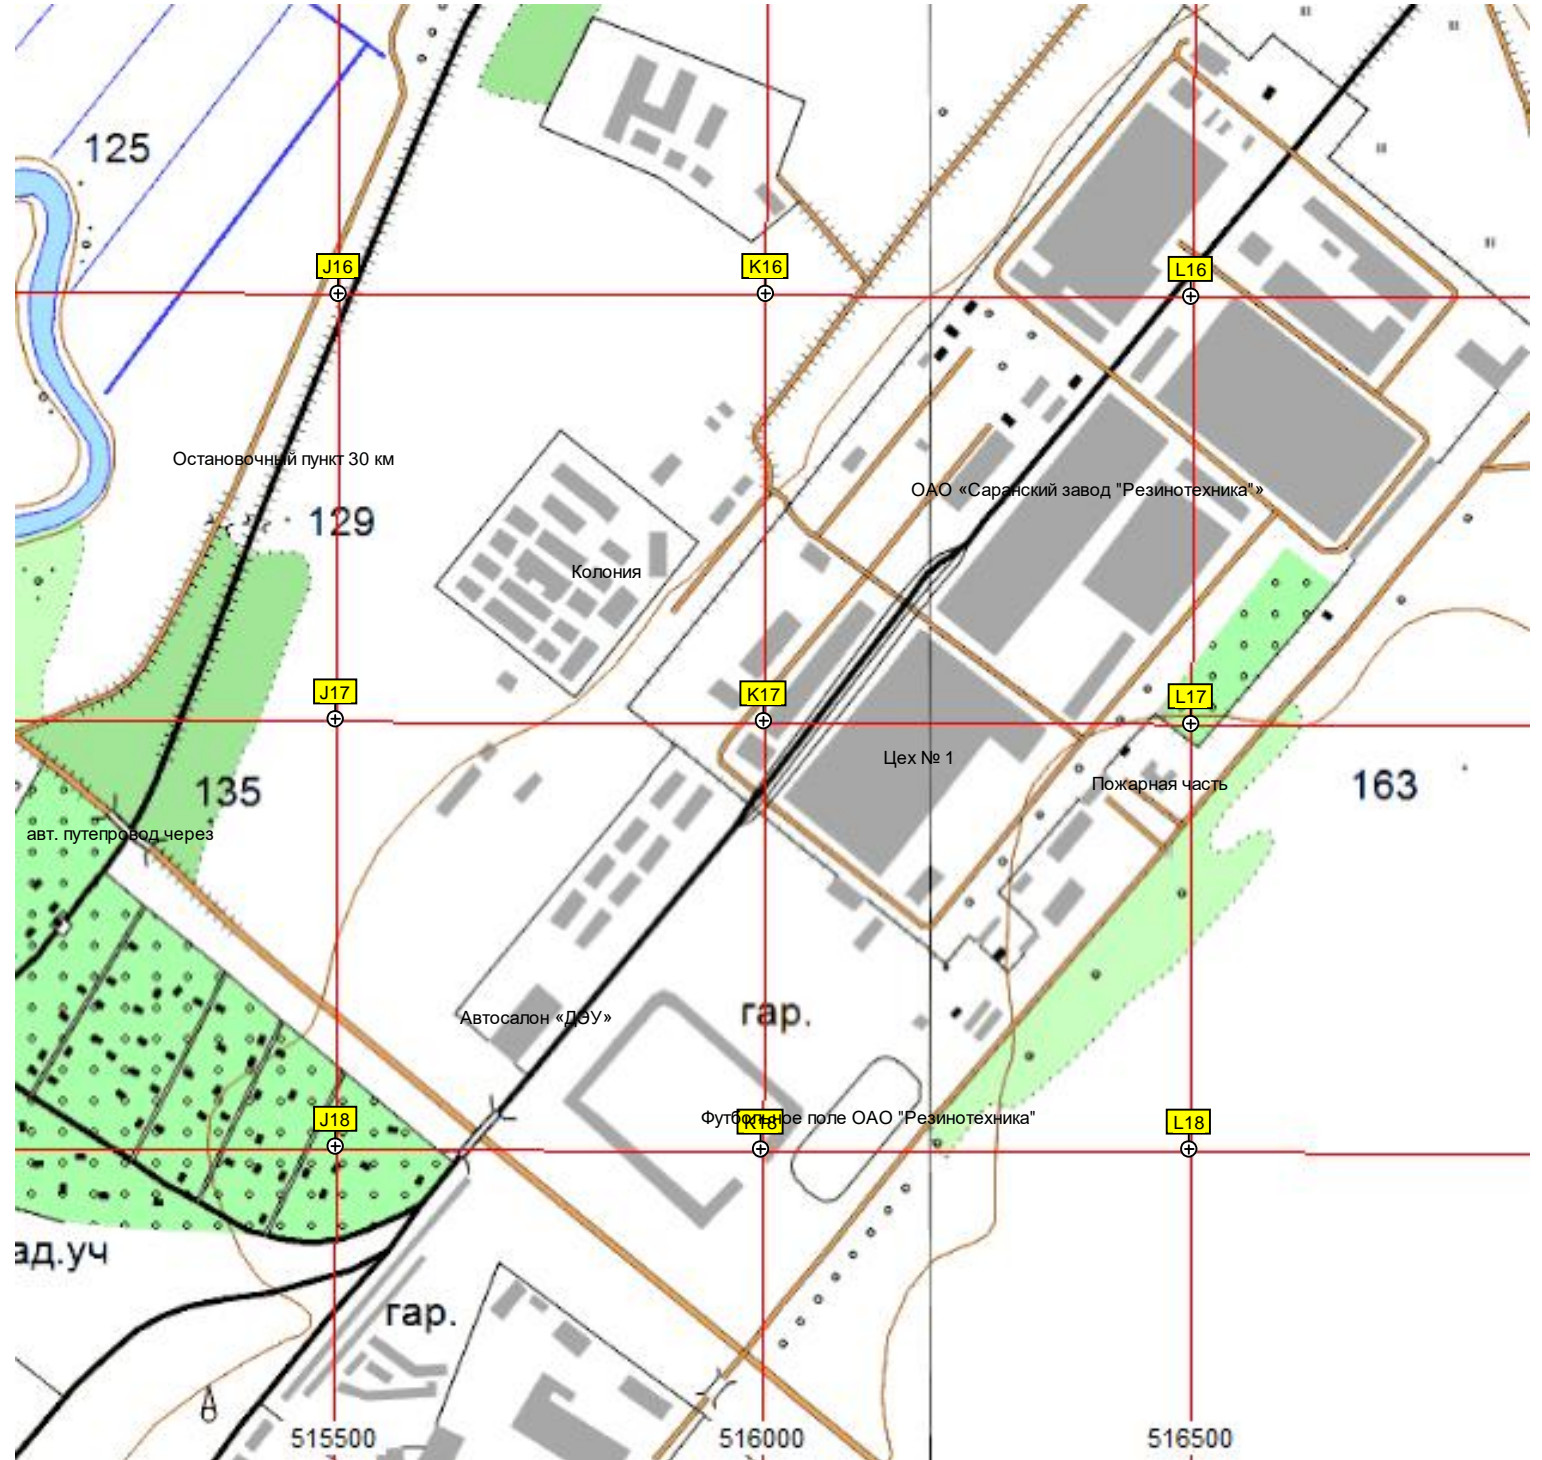 125
J16
K16
L16
Остановочный пункт 30 км
ОАО «Саранский завод "Резинотехника"»
129
Колония
J17
K17
L17
Цех № 1
135
Пожарная часть
163
авт. путепровод через
Автосалон «ДЭУ»
гар.
J18
K18
Футбольное поле ОАО "Резинотехника"
L18
ад.уч
гар.
515500
516000
516500